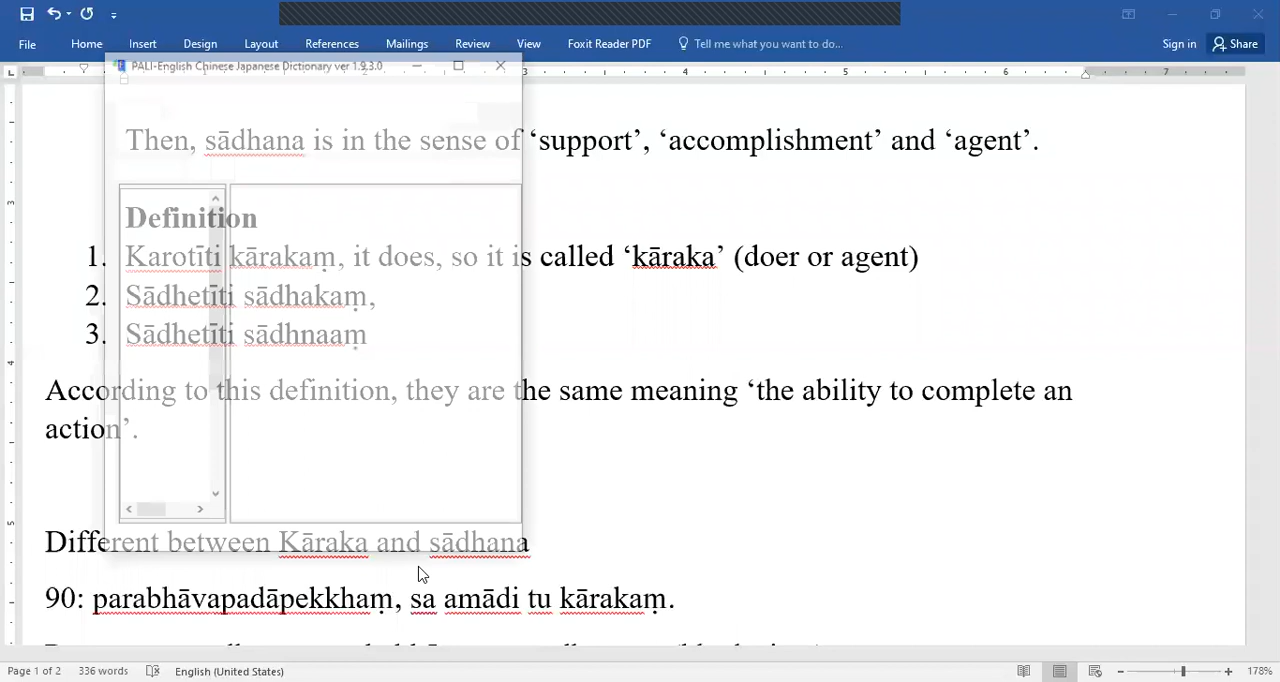 File Home Insert Design Layout References Mailings Review View Foxit Reader PDF Tell me what you want to do... Sign in Share
PALI-English Chinese Japanese Dictionary ver 1.9.3.0
3 4 5 6 7
Then, sādhana is in the sense of ‘support’, ‘accomplishment’ and ‘agent’.
Definition
1. Karotīti kārakaṃ, it does, so it is called ‘kāraka’ (doer or agent)
2. Sādhetīti sādhakaṃ,
3. Sādhetīti sādhnaaṃ
According to this definition, they are the same meaning ‘the ability to complete an
action’.
Different between Kāraka and sādhana
90: parabhāvapadāpekkhaṃ, sa amādi tu kārakaṃ.
Page 1 of 2 336 words English (United States) 178%